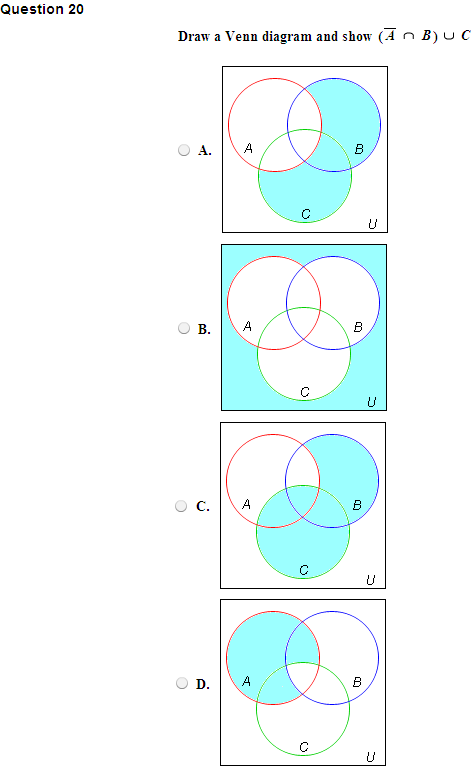 Question 20
Draw a Venn diagram and show (A̅ ∩ B) ∪ C
A.
A
B
C
U
B.
A
B
C
U
C.
A
B
C
U
D.
A
B
C
U